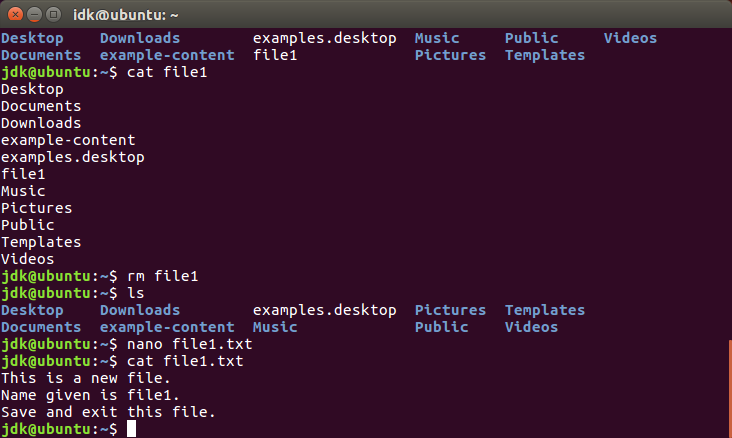 jdk@ubuntu: ~
Desktop Downloads examples.desktop Music Public Videos
Documents example-content file1 Pictures Templates
jdk@ubuntu:~$ cat file1
Desktop
Documents
Downloads
example-content
examples.desktop
file1
Music
Pictures
Public
Templates
Videos
jdk@ubuntu:~$ rm file1
jdk@ubuntu:~$ ls
Desktop Downloads examples.desktop Pictures Templates
Documents example-content Music Public Videos
jdk@ubuntu:~$ nano file1.txt
jdk@ubuntu:~$ cat file1.txt
This is a new file.
Name given is file1.
Save and exit this file.
jdk@ubuntu:~$